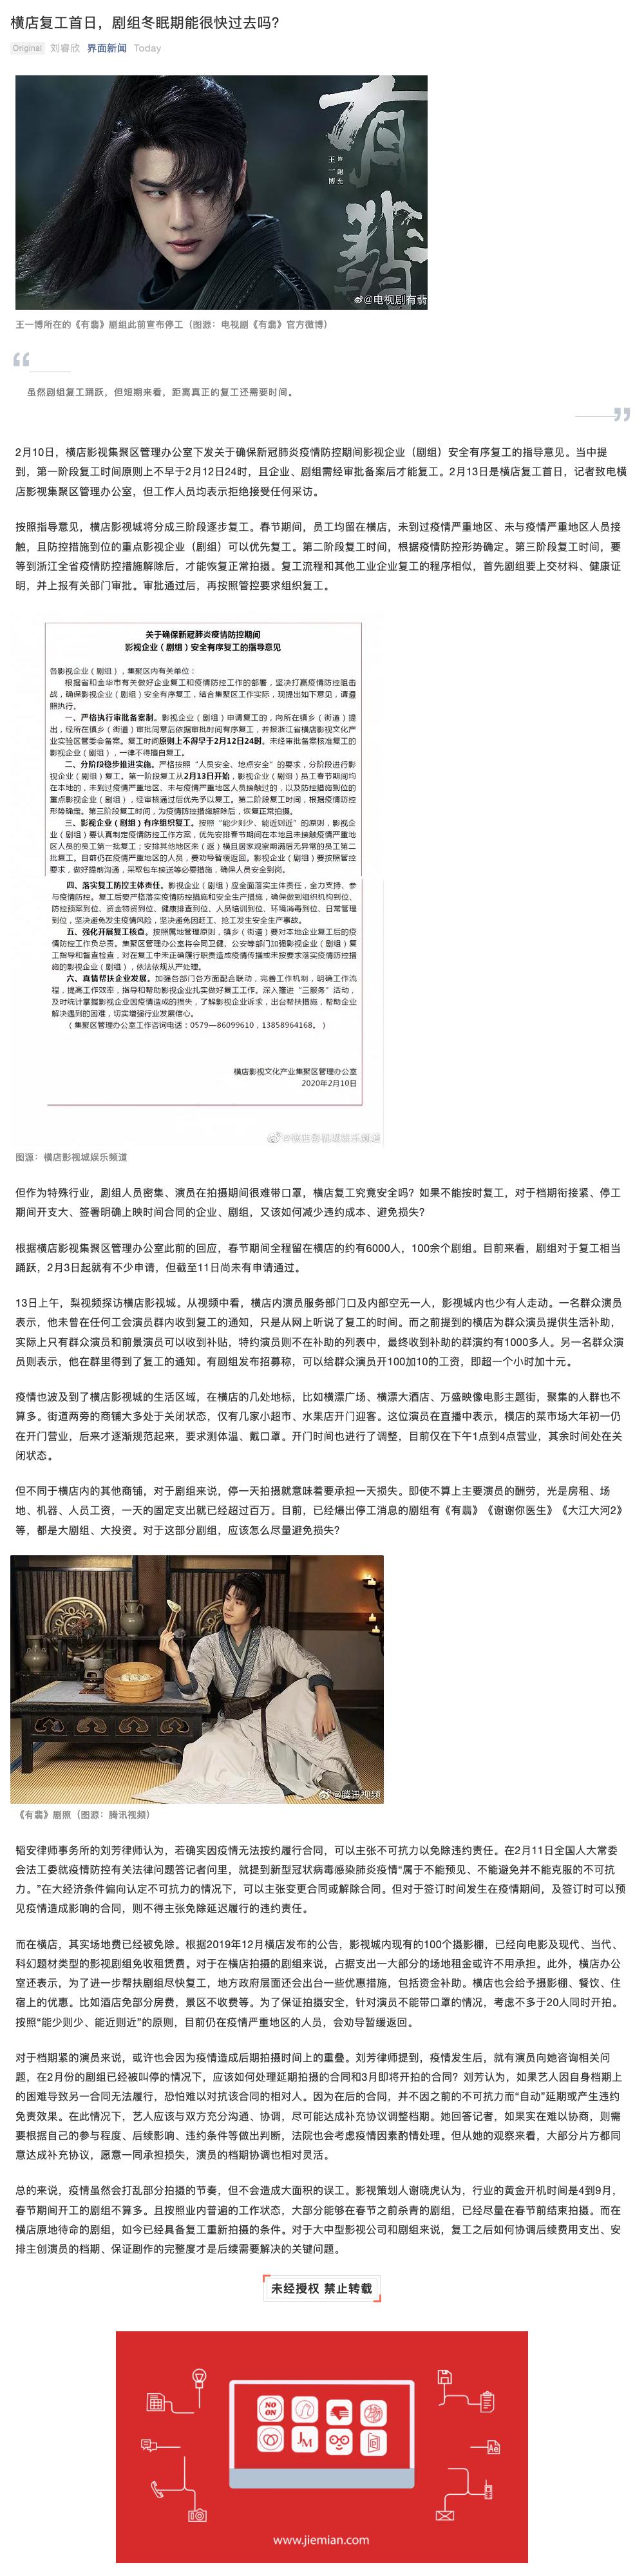 横店复工首日，剧组冬眠期能很快过去吗？
Original 刘睿欣 界面新闻 Today
有翡
王一博 饰 谢允
@电视剧有翡
王一博所在的《有翡》剧组此前宣布停工（图源：电视剧《有翡》官方微博）
“
虽然剧组复工踊跃，但短期来看，距离真正的复工还需要时间。
”
2月10日，横店影视集聚区管理办公室下发关于确保新冠肺炎疫情防控期间影视企业（剧组）安全有序复工的指导意见。当中提
到，第一阶段复工时间原则上不早于2月12日24时，且企业、剧组需经审批备案后才能复工。2月13日是横店复工首日，记者致电横
店影视集聚区管理办公室，但工作人员均表示拒绝接受任何采访。
按照指导意见，横店影视城将分成三阶段逐步复工。春节期间，员工均留在横店，未到过疫情严重地区、未与疫情严重地区人员接
触，且防控措施到位的重点影视企业（剧组）可以优先复工。第二阶段复工时间，根据疫情防控形势确定。第三阶段复工时间，要
等到浙江全省疫情防控措施解除后，才能恢复正常拍摄。复工流程和其他工业企业复工的程序相似，首先剧组要上交材料、健康证
明，并上报有关部门审批。审批通过后，再按照管控要求组织复工。
关于确保新冠肺炎疫情防控期间
影视企业（剧组）安全有序复工的指导意见
各影视企业（剧组），集聚区内有关单位：
根据省和金华市有关做好企业复工和疫情防控工作的部署，坚决打赢疫情防控阻击
战，确保影视企业（剧组）安全有序复工，结合集聚区工作实际，现提出如下意见，请遵
照执行。
一、严格执行审批备案制。影视企业（剧组）申请复工的，向所在镇乡（街道）提
出，经所在镇乡（街道）审批同意后依据审批时间有序复工，并报浙江省横店影视文化产
业实验区管委会备案。复工时间原则上不得早于2月12日24时。未经审批备案核准复工的
影视企业（剧组），一律不得擅自复工。
二、分阶段稳步推进实施。严格按照“人员安全、地点安全”的要求，分阶段进行影
视企业（剧组）复工。第一阶段复工从2月13日开始，影视企业（剧组）员工春节期间均
在本地的，未到过疫情严重地区、未与疫情严重地区人员接触过的，以及防控措施到位的
重点影视企业（剧组），经审核通过后优先予以复工。第二阶段复工时间，根据疫情防控
形势确定。第三阶段复工时间，为疫情防控措施解除后，恢复正常拍摄。
三、影视企业（剧组）有序组织复工。按照“能少则少、能近则近”的原则，影视企
业（剧组）要认真制定疫情防控工作方案，优先安排春节期间在本地且未接触疫情严重地
区人员的员工第一批复工；安排其他地区来（返）横且居家观察期满后无异常的员工第二
批复工。目前仍在疫情严重地区的人员，要劝导暂缓返回。影视企业（剧组）要按照管控
要求，做好提前沟通，采取包车接送等必要措施，确保人员安全到岗。
四、落实复工防控主体责任。影视企业（剧组）应全面落实主体责任，全力支持、参
与疫情防控。复工后要严格落实疫情防控措施和安全生产措施，确保做到组织机构到位、
防控预案到位、资金物资到位、健康排查到位、人员培训到位、环境消毒到位、日常管理
到位，坚决避免发生疫情风险，坚决避免因赶工、抢工发生安全生产事故。
五、强化开展复工核查。按照属地管理原则，镇乡（街道）要对本地企业复工后的疫
情防控工作负总责。集聚区管理办公室将会同卫健、公安等部门加强影视企业（剧组）复
工指导和督查检查，对在复工中未正确履行职责造成疫情传播或未按要求落实疫情防控措
施的影视企业（剧组），依法依规从严处理。
六、真情帮扶企业发展。加强各部门各方面配合联动，完善工作机制，明确工作流
程，提高工作效率，指导和帮助影视企业扎实做好复工工作。深入推进“三服务”活动，
及时统计掌握影视企业因疫情造成的损失，了解影视企业诉求，出台帮扶措施，帮助企业
解决遇到的困难，切实增强行业发展信心。
（集聚区管理办公室工作咨询电话：0579—86099610，13858964168。）
横店影视文化产业集聚区管理办公室
2020年2月10日
@横店影视城娱乐频道
图源：横店影视城娱乐频道
但作为特殊行业，剧组人员密集、演员在拍摄期间很难带口罩，横店复工究竟安全吗？如果不能按时复工，对于档期衔接紧、停工
期间开支大、签署明确上映时间合同的企业、剧组，又该如何减少违约成本、避免损失？
根据横店影视集聚区管理办公室此前的回应，春节期间全程留在横店的约有6000人，100余个剧组。目前来看，剧组对于复工相当
踊跃，2月3日起就有不少申请，但截至11日尚未有申请通过。
13日上午，梨视频探访横店影视城。从视频中看，横店内演员服务部门口及内部空无一人，影视城内也少有人走动。一名群众演员
表示，他未曾在任何工会演员群内收到复工的通知，只是从网上听说了复工的时间。而之前提到的横店为群众演员提供生活补助，
实际上只有群众演员和前景演员可以收到补贴，特约演员则不在补助的列表中，最终收到补助的群演约有1000多人。另一名群众演
员则表示，他在群里得到了复工的通知。有剧组发布招募称，可以给群众演员开100加10的工资，即超一个小时加十元。
疫情也波及到了横店影视城的生活区域，在横店的几处地标，比如横漂广场、横漂大酒店、万盛映像电影主题街，聚集的人群也不
算多。街道两旁的商铺大多处于关闭状态，仅有几家小超市、水果店开门迎客。这位演员在直播中表示，横店的菜市场大年初一仍
在开门营业，后来才逐渐规范起来，要求测体温、戴口罩。开门时间也进行了调整，目前仅在下午1点到4点营业，其余时间处在关
闭状态。
但不同于横店内的其他商铺，对于剧组来说，停一天拍摄就意味着要承担一天损失。即使不算上主要演员的酬劳，光是房租、场
地、机器、人员工资，一天的固定支出就已经超过百万。目前，已经爆出停工消息的剧组有《有翡》《谢谢你医生》《大江大河2》
等，都是大剧组、大投资。对于这部分剧组，应该怎么尽量避免损失？
@腾讯视频
《有翡》剧照（图源：腾讯视频）
韬安律师事务所的刘芳律师认为，若确实因疫情无法按约履行合同，可以主张不可抗力以免除违约责任。在2月11日全国人大常委
会法工委就疫情防控有关法律问题答记者问里，就提到新型冠状病毒感染肺炎疫情“属于不能预见、不能避免并不能克服的不可抗
力。”在大经济条件偏向认定不可抗力的情况下，可以主张变更合同或解除合同。但对于签订时间发生在疫情期间，及签订时可以预
见疫情造成影响的合同，则不得主张免除延迟履行的违约责任。
而在横店，其实场地费已经被免除。根据2019年12月横店发布的公告，影视城内现有的100个摄影棚，已经向电影及现代、当代、
科幻题材类型的影视剧组免收租赁费。对于在横店拍摄的剧组来说，占据支出一大部分的场地租金或许不用承担。此外，横店办公
室还表示，为了进一步帮扶剧组尽快复工，地方政府层面还会出台一些优惠措施，包括资金补助。横店也会给予摄影棚、餐饮、住
宿上的优惠。比如酒店免部分房费，景区不收费等。为了保证拍摄安全，针对演员不能带口罩的情况，考虑不多于20人同时开拍。
按照“能少则少、能近则近”的原则，目前仍在疫情严重地区的人员，会劝导暂缓返回。
对于档期紧的演员来说，或许也会因为疫情造成后期拍摄时间上的重叠。刘芳律师提到，疫情发生后，就有演员向她咨询相关问
题，在2月份的剧组已经被叫停的情况下，应该如何处理延期拍摄的合同和3月即将开拍的合同？刘芳认为，如果艺人因自身档期上
的困难导致另一合同无法履行，恐怕难以对抗该合同的相对人。因为在后的合同，并不因之前的不可抗力而“自动”延期或产生违约
免责效果。在此情况下，艺人应该与双方充分沟通、协调，尽可能达成补充协议调整档期。她回答记者，如果实在难以协商，则需
要根据自己的参与程度、后续影响、违约条件等做出判断，法院也会考虑疫情因素酌情处理。但从她的观察来看，大部分片方都同
意达成补充协议，愿意一同承担损失，演员的档期协调也相对灵活。
总的来说，疫情虽然会打乱部分拍摄的节奏，但不会造成大面积的误工。影视策划人谢晓虎认为，行业的黄金开机时间是4到9月，
春节期间开工的剧组不算多。且按照业内普遍的工作状态，大部分能够在春节之前杀青的剧组，已经尽量在春节前结束拍摄。而在
横店原地待命的剧组，如今已经具备复工重新拍摄的条件。对于大中型影视公司和剧组来说，复工之后如何协调后续费用支出、安
排主创演员的档期、保证剧作的完整度才是后续需要解决的关键问题。
未经授权 禁止转载
NO
ON
JM
Ae
www.jiemian.com